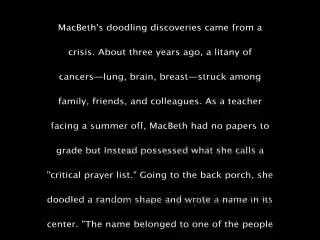 MacBeth's doodling discoveries came from a
crisis. About three years ago, a litany of
cancers—lung, brain, breast—struck among
family, friends, and colleagues. As a teacher
facing a summer off, MacBeth had no papers to
grade but Instead possessed what she calls a
"critical prayer list." Going to the back porch, she
doodled a random shape and wrote a name in its
center. "The name belonged to one of the people